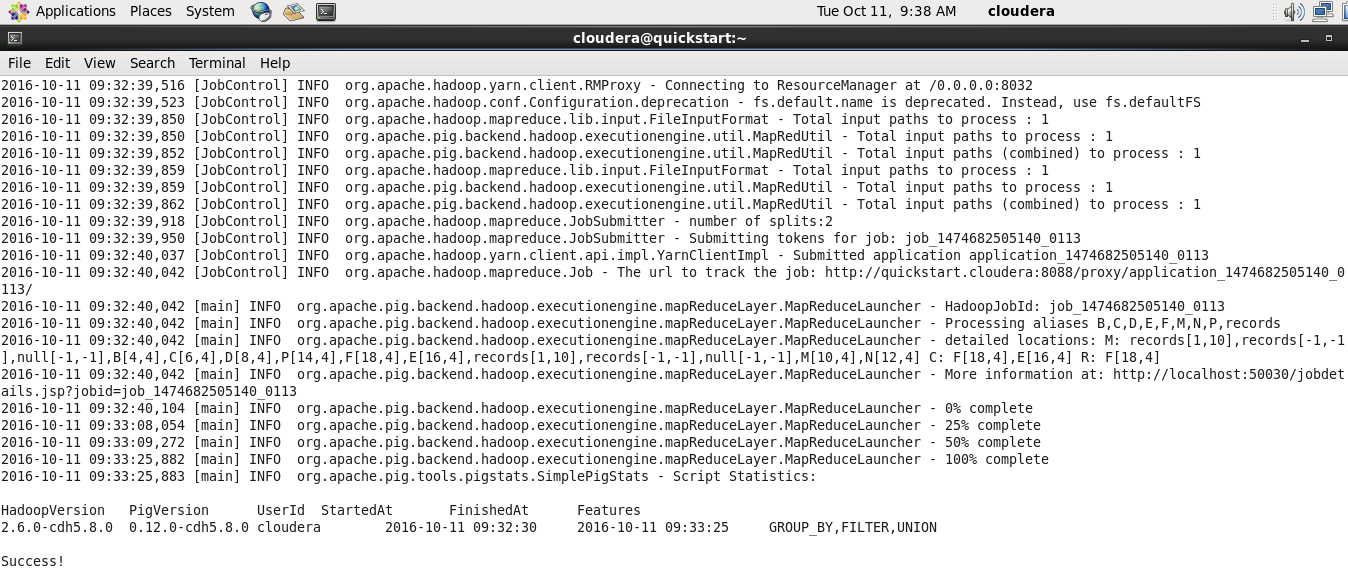 Applications Places System Tue Oct 11, 9:38 AM cloudera
cloudera@quickstart:~
File Edit View Search Terminal Help
2016-10-11 09:32:39,516 [JobControl] INFO  org.apache.hadoop.yarn.client.RMProxy - Connecting to ResourceManager at /0.0.0.0:8032
2016-10-11 09:32:39,523 [JobControl] INFO  org.apache.hadoop.conf.Configuration.deprecation - fs.default.name is deprecated. Instead, use fs.defaultFS
2016-10-11 09:32:39,850 [JobControl] INFO  org.apache.hadoop.mapreduce.lib.input.FileInputFormat - Total input paths to process : 1
2016-10-11 09:32:39,850 [JobControl] INFO  org.apache.pig.backend.hadoop.executionengine.util.MapRedUtil - Total input paths to process : 1
2016-10-11 09:32:39,852 [JobControl] INFO  org.apache.pig.backend.hadoop.executionengine.util.MapRedUtil - Total input paths (combined) to process : 1
2016-10-11 09:32:39,859 [JobControl] INFO  org.apache.hadoop.mapreduce.lib.input.FileInputFormat - Total input paths to process : 1
2016-10-11 09:32:39,859 [JobControl] INFO  org.apache.pig.backend.hadoop.executionengine.util.MapRedUtil - Total input paths to process : 1
2016-10-11 09:32:39,862 [JobControl] INFO  org.apache.pig.backend.hadoop.executionengine.util.MapRedUtil - Total input paths (combined) to process : 1
2016-10-11 09:32:39,918 [JobControl] INFO  org.apache.hadoop.mapreduce.JobSubmitter - number of splits:2
2016-10-11 09:32:39,950 [JobControl] INFO  org.apache.hadoop.mapreduce.JobSubmitter - Submitting tokens for job: job_1474682505140_0113
2016-10-11 09:32:40,037 [JobControl] INFO  org.apache.hadoop.yarn.client.api.impl.YarnClientImpl - Submitted application application_1474682505140_0113
2016-10-11 09:32:40,042 [JobControl] INFO  org.apache.hadoop.mapreduce.Job - The url to track the job: http://quickstart.cloudera:8088/proxy/application_1474682505140_0
113/
2016-10-11 09:32:40,042 [main] INFO  org.apache.pig.backend.hadoop.executionengine.mapReduceLayer.MapReduceLauncher - HadoopJobId: job_1474682505140_0113
2016-10-11 09:32:40,042 [main] INFO  org.apache.pig.backend.hadoop.executionengine.mapReduceLayer.MapReduceLauncher - Processing aliases B,C,D,E,F,M,N,P,records
2016-10-11 09:32:40,042 [main] INFO  org.apache.pig.backend.hadoop.executionengine.mapReduceLayer.MapReduceLauncher - detailed locations: M: records[1,10],records[-1,-1
],null[-1,-1],B[4,4],C[6,4],D[8,4],P[14,4],F[18,4],E[16,4],records[1,10],records[-1,-1],null[-1,-1],M[10,4],N[12,4] C: F[18,4],E[16,4] R: F[18,4]
2016-10-11 09:32:40,042 [main] INFO  org.apache.pig.backend.hadoop.executionengine.mapReduceLayer.MapReduceLauncher - More information at: http://localhost:50030/jobdet
ails.jsp?jobid=job_1474682505140_0113
2016-10-11 09:32:40,104 [main] INFO  org.apache.pig.backend.hadoop.executionengine.mapReduceLayer.MapReduceLauncher - 0% complete
2016-10-11 09:33:08,054 [main] INFO  org.apache.pig.backend.hadoop.executionengine.mapReduceLayer.MapReduceLauncher - 25% complete
2016-10-11 09:33:09,272 [main] INFO  org.apache.pig.backend.hadoop.executionengine.mapReduceLayer.MapReduceLauncher - 50% complete
2016-10-11 09:33:25,882 [main] INFO  org.apache.pig.backend.hadoop.executionengine.mapReduceLayer.MapReduceLauncher - 100% complete
2016-10-11 09:33:25,883 [main] INFO  org.apache.pig.tools.pigstats.SimplePigStats - Script Statistics:
HadoopVersion   PigVersion      UserId  StartedAt       FinishedAt      Features
2.6.0-cdh5.8.0  0.12.0-cdh5.8.0 cloudera        2016-10-11 09:32:30     2016-10-11 09:33:25     GROUP_BY,FILTER,UNION
Success!